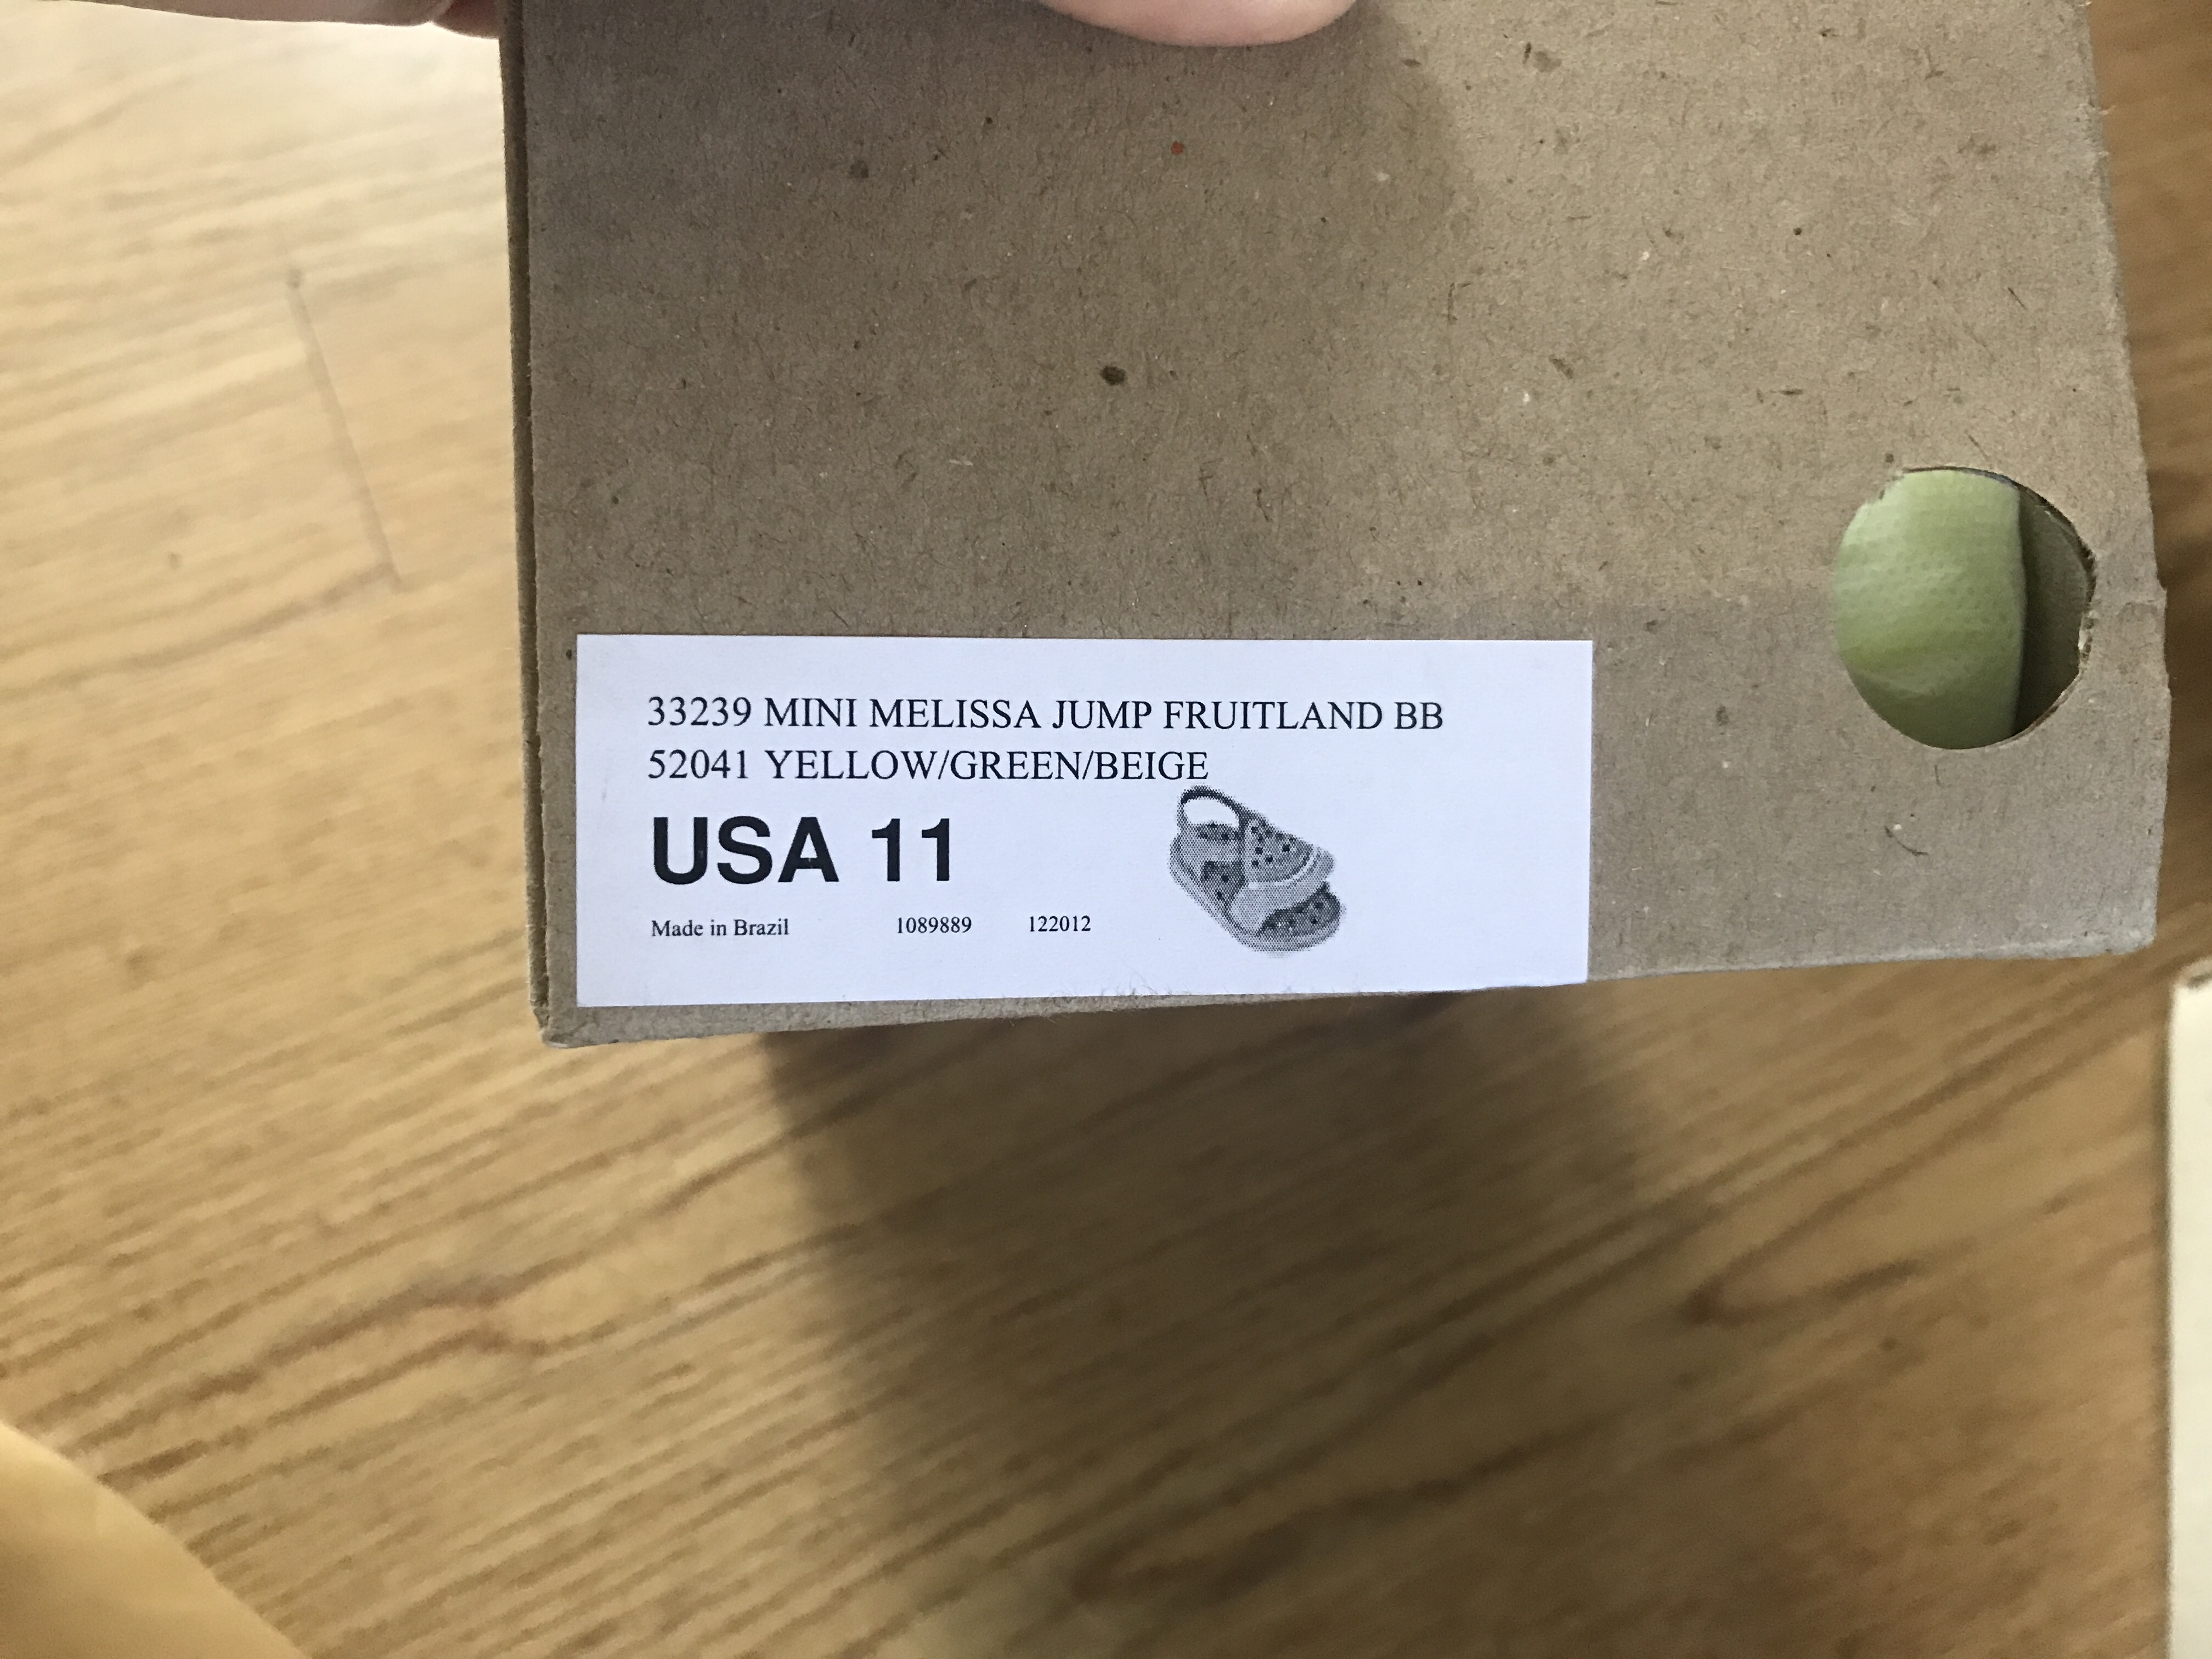 33239 MINI MELISSA JUMP FRUITLAND BB
52041 YELLOW/GREEN/BEIGE
USA 11
Made in Brazil 1089889 122012